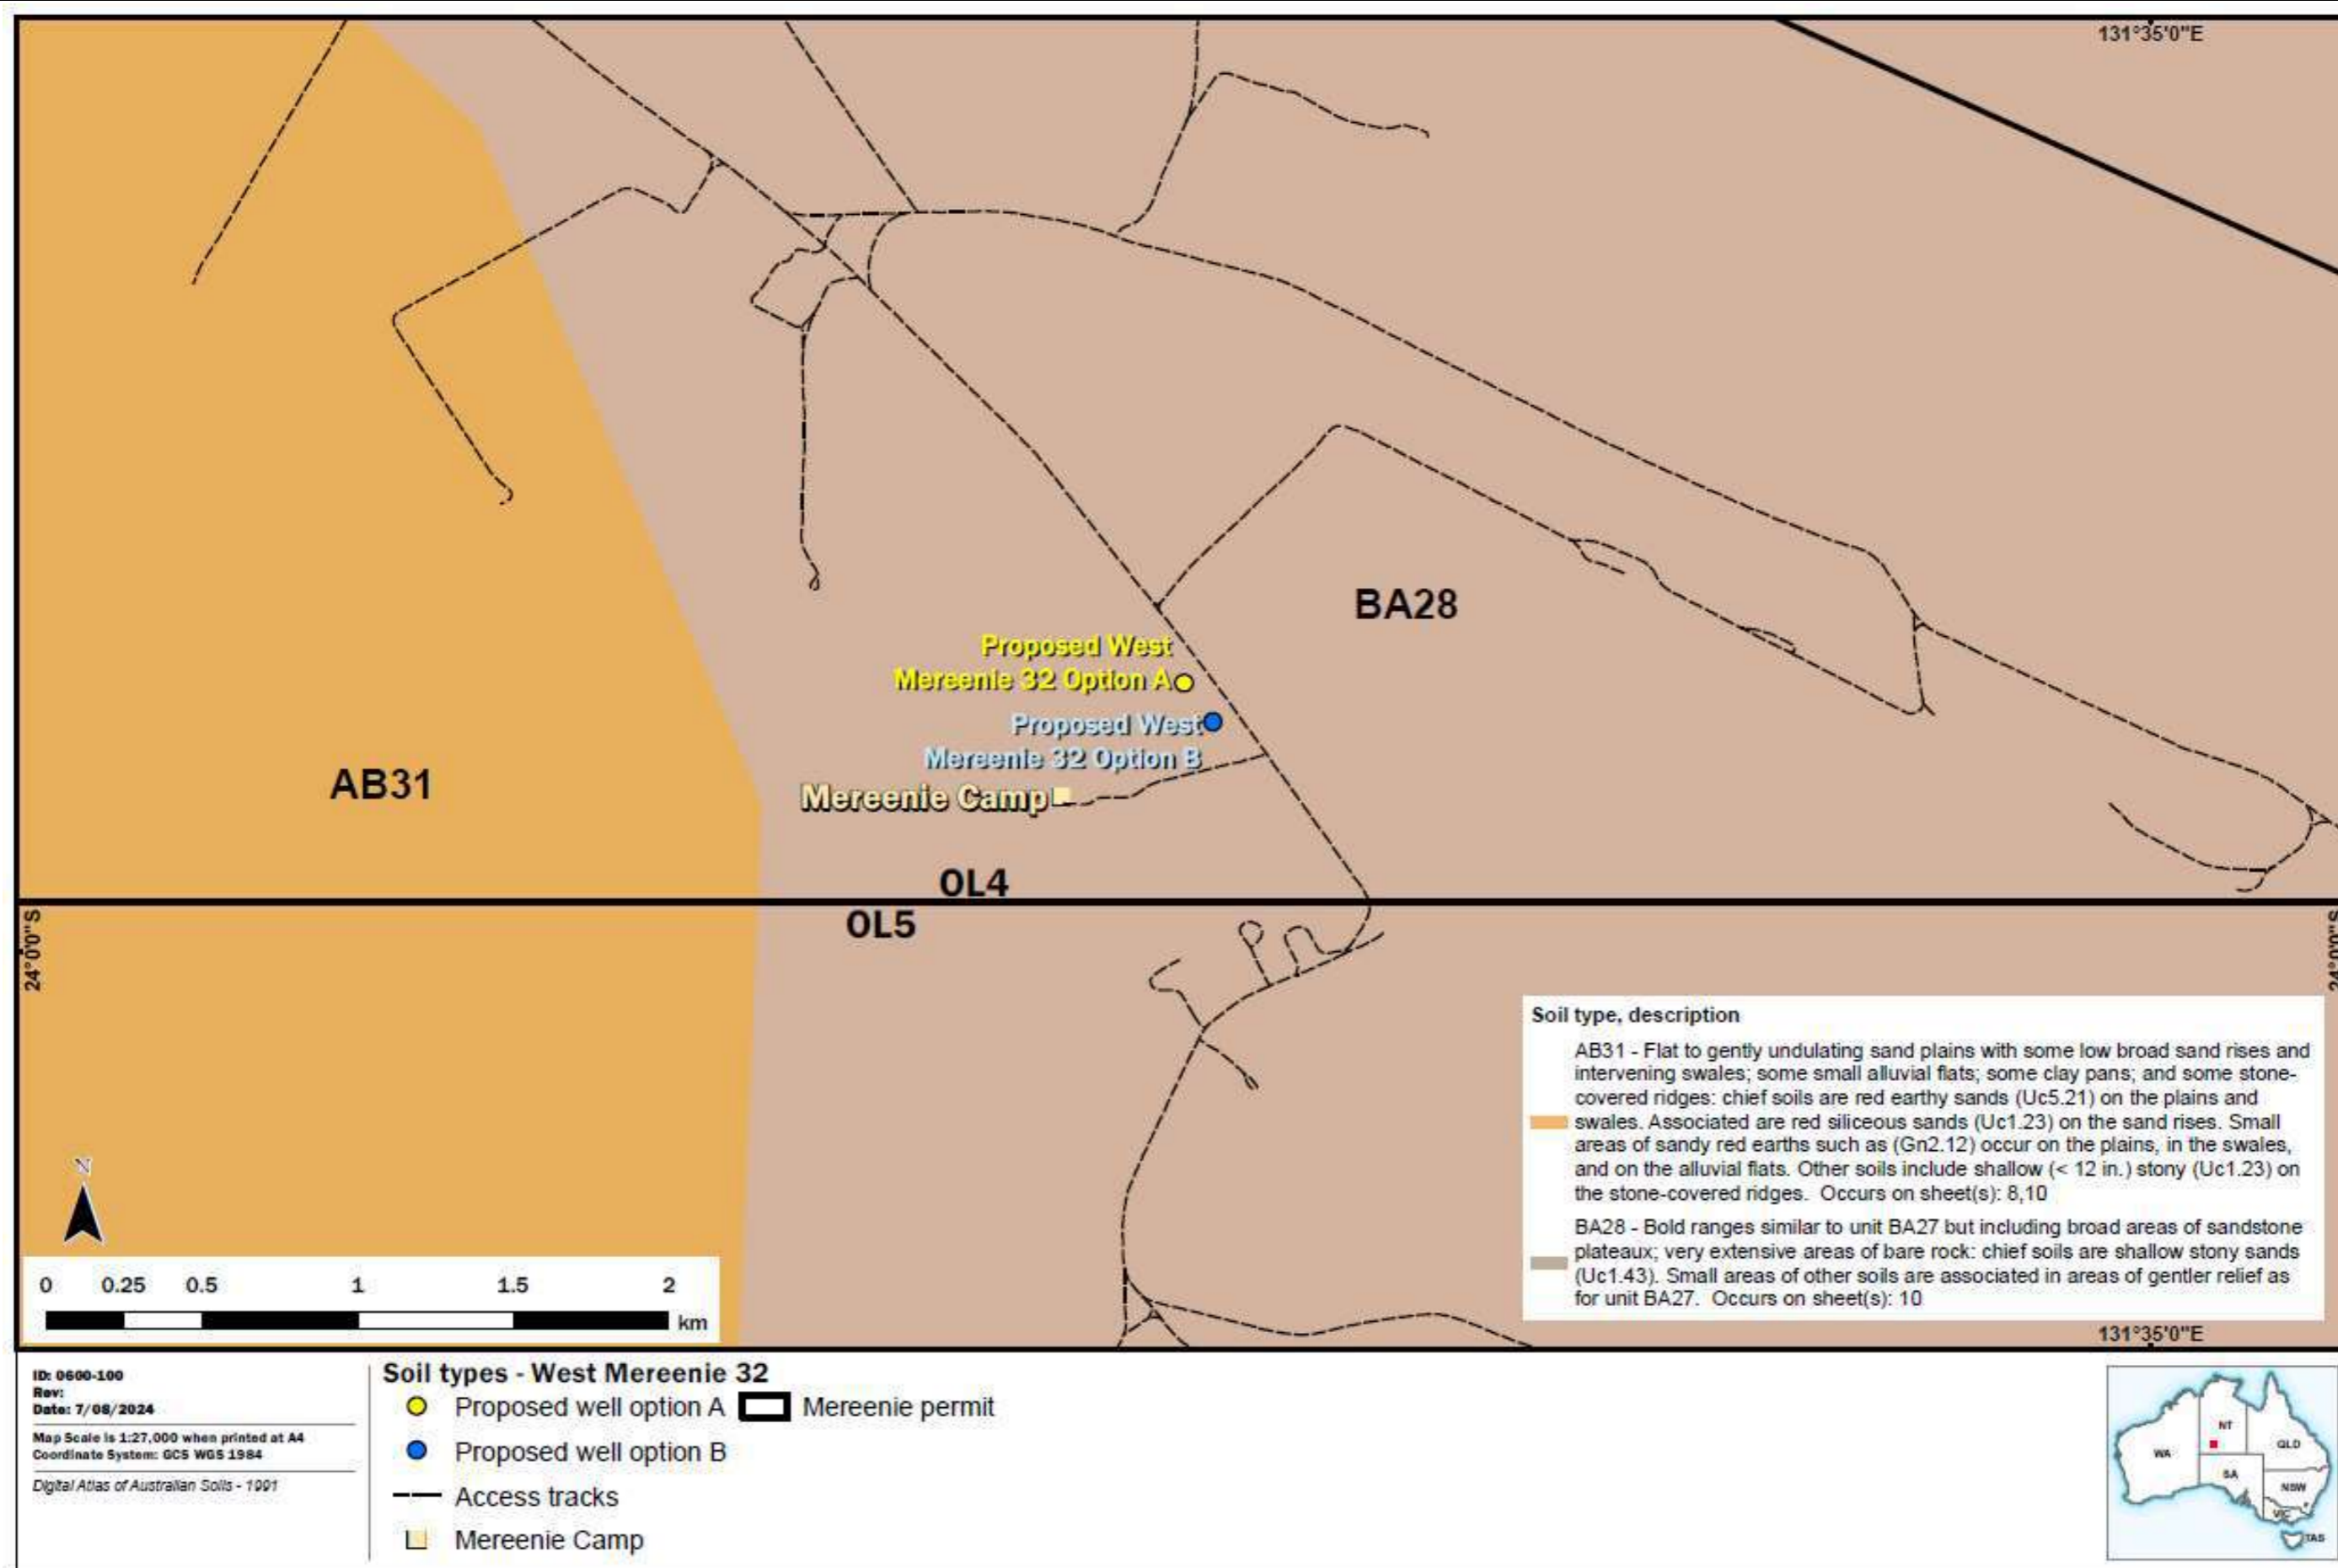 131°35'0"E
BA28
Proposed West
Mereenie 32 Option A
Proposed West
Mereenie 32 Option B
AB31
Mereenie Camp
OL4
OL5
24°0'0"S
24°0'0"S
Soil type, description
AB31 - Flat to gently undulating sand plains with some low broad sand rises and
intervening swales; some small alluvial flats; some clay pans; and some stone-
covered ridges: chief soils are red earthy sands (Uc5.21) on the plains and
swales. Associated are red siliceous sands (Uc1.23) on the sand rises. Small
areas of sandy red earths such as (Gn2.12) occur on the plains, in the swales,
and on the alluvial flats. Other soils include shallow (< 12 in.) stony (Uc1.23) on
the stone-covered ridges. Occurs on sheet(s): 8,10
BA28 - Bold ranges similar to unit BA27 but including broad areas of sandstone
plateaux; very extensive areas of bare rock: chief soils are shallow stony sands
(Uc1.43). Small areas of other soils are associated in areas of gentler relief as
for unit BA27. Occurs on sheet(s): 10
N
0 0.25 0.5 1 1.5 2
km
131°35'0"E
ID: 0600-100
Rev:
Date: 7/08/2024
Map Scale is 1:27,000 when printed at A4
Coordinate System: GCS WGS 1984
Digital Atlas of Australian Soils - 1991
Soil types - West Mereenie 32
Proposed well option A
Mereenie permit
Proposed well option B
Access tracks
Mereenie Camp
NT
WA
QLD
SA
NSW
VIC
TAS